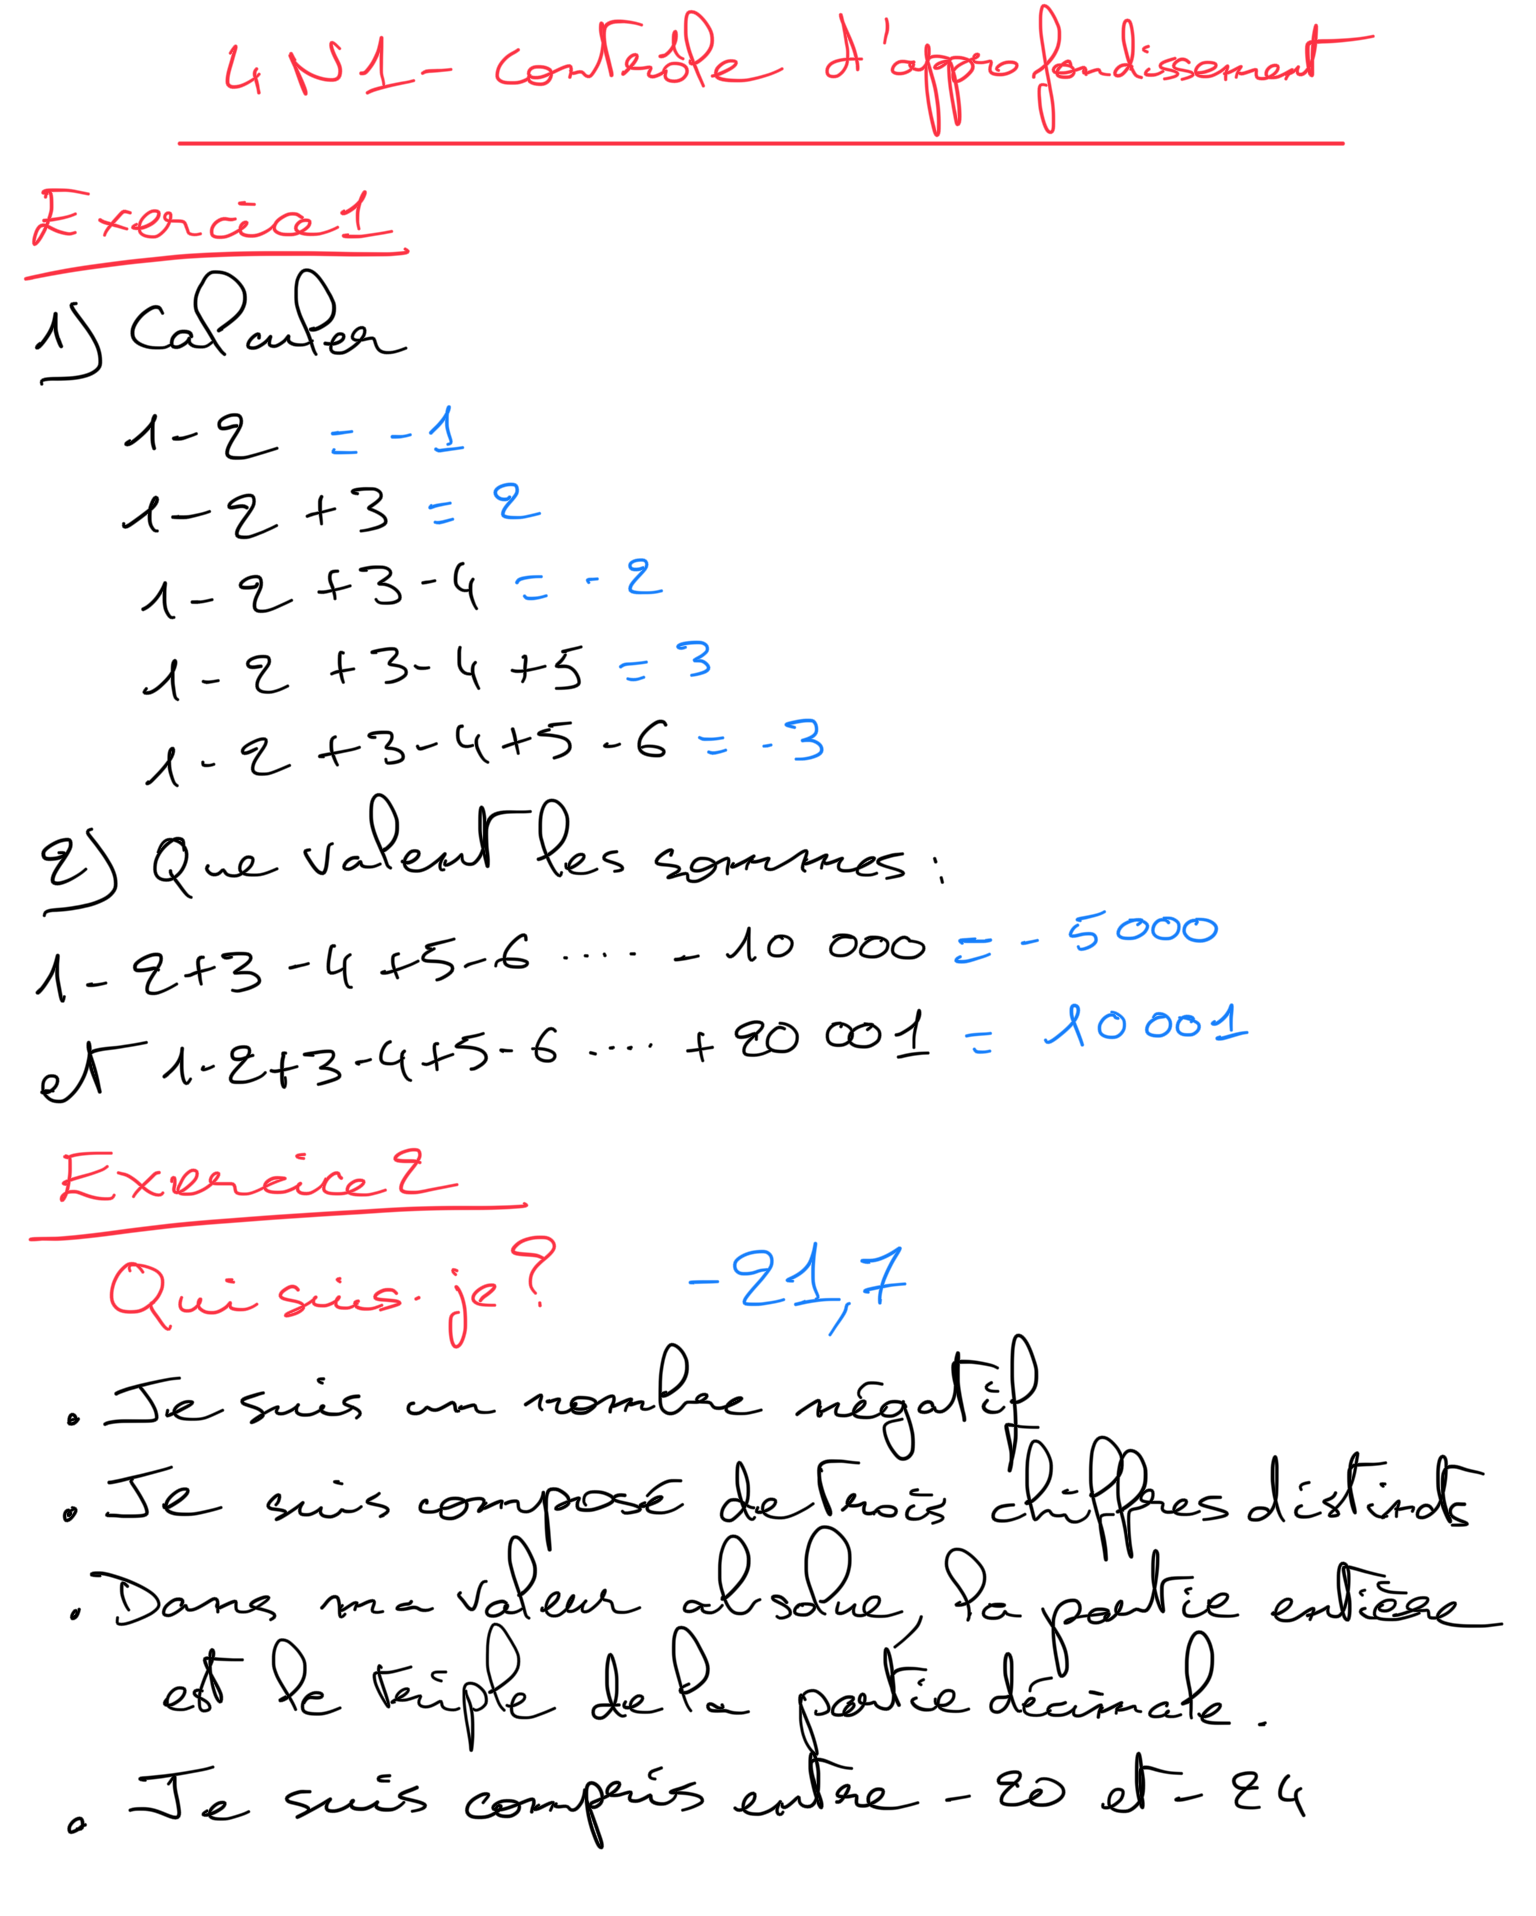 4N1 - contrôle d'approfondissement
Exercice 1
1) Calculer
1 - 2 = - 1
1 - 2 + 3 = 2
1 - 2 + 3 - 4 = - 2
1 - 2 + 3 - 4 + 5 = 3
1 - 2 + 3 - 4 + 5 - 6 = - 3
2) Que valent les sommes :
1 - 2 + 3 - 4 + 5 - 6 ..... - 10 000 = - 5000
et 1 - 2 + 3 - 4 + 5 - 6 ..... + 20 001 = 10 001
Exercice 2
Qui suis-je ? -21,7
. Je suis un nombre négatif
. Je suis composé de trois chiffres distincts
. Dans ma valeur absolue, la partie entière
est le triple de la partie décimale.
. Je suis compris entre - 20 et - 24